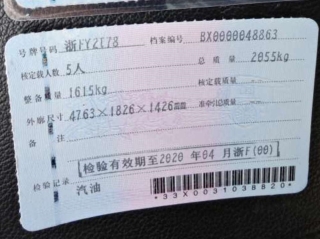 号牌号码 浙FY2T78 档案编号 BX0000048863
核定载人数 5人 总质量 2055kg
整备质量 1615kg 核定载质量 --
外廓尺寸 4763×1826×1426mm 准牵引总质量 --
备注
检验有效期至2020年04月浙F(00)
检验记录 汽油
*33X0031038820*